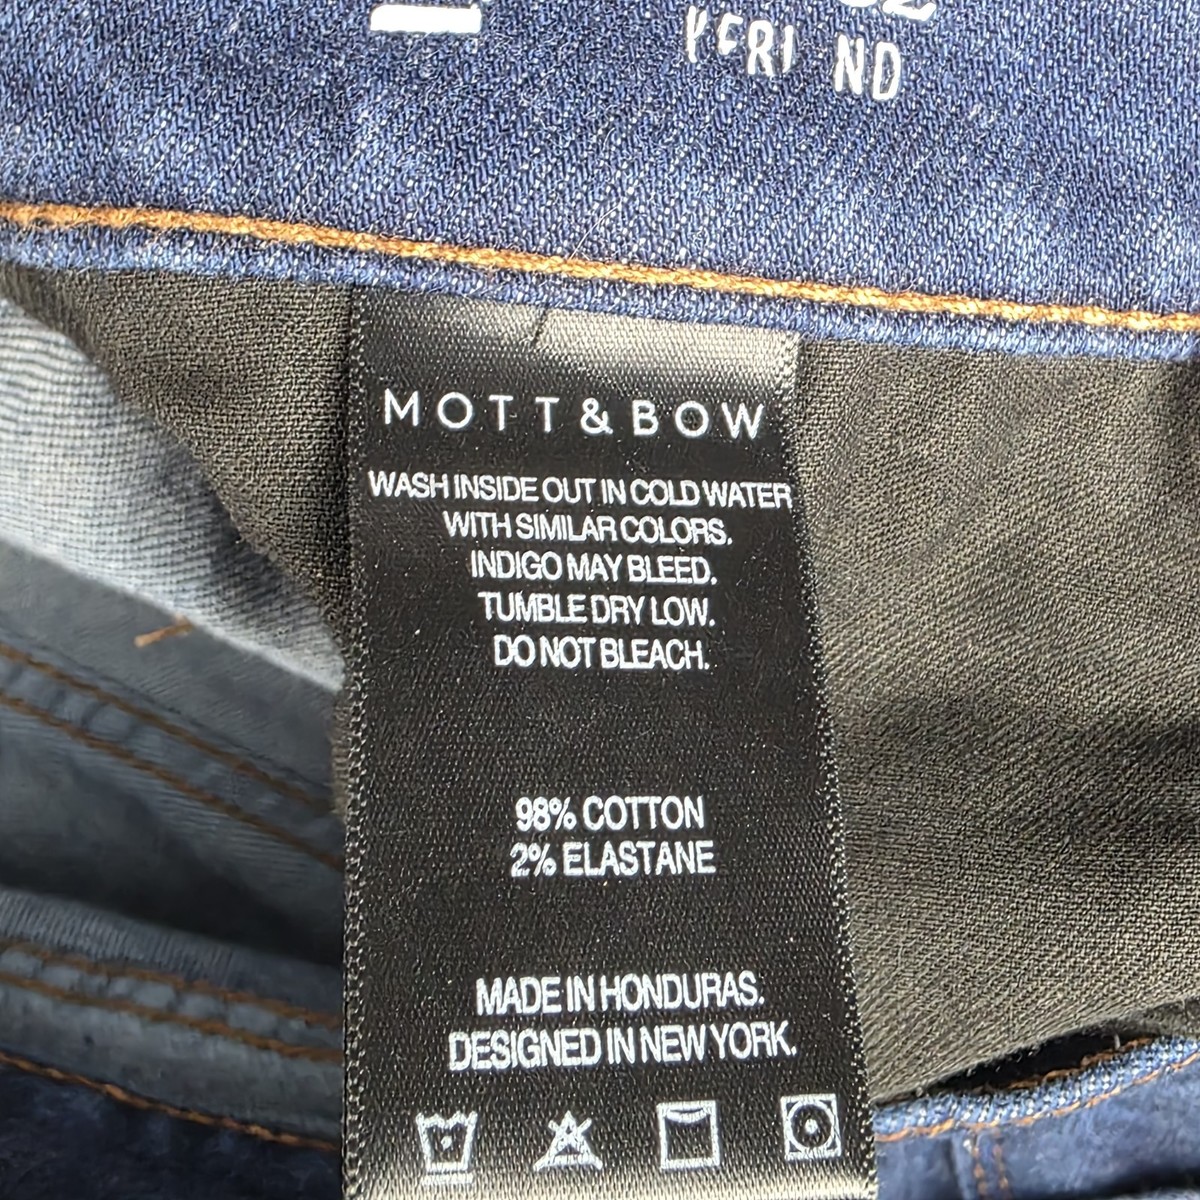 MOTT & BOW
WASH INSIDE OUT IN COLD WATER
WITH SIMILAR COLORS.
INDIGO MAY BLEED.
TUMBLE DRY LOW.
DO NOT BLEACH.
98% COTTON
2% ELASTANE
MADE IN HONDURAS.
DESIGNED IN NEW YORK.